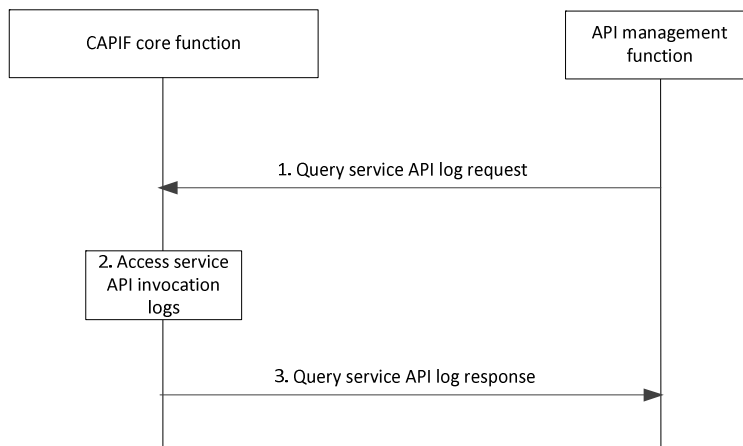 CAPIF core function
API management
function
1. Query service API log request
2. Access service
API invocation
logs
3. Query service API log response